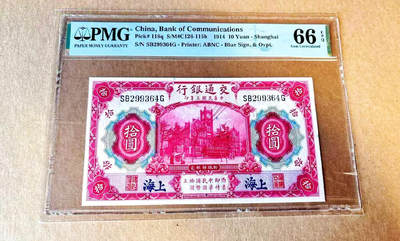 PMG
PAPER MONEY GUARANTY
China, Bank of Communications
Pick# 118q S/M#C126-115b 1914 10 Yuan - Shanghai
S/N SB299364G - Printer: ABNC - Blue Sign. & Ovpt.
66 EPQ
Gem Uncirculated
行銀通交
SB299364G
SB299364G
拾圓
拾圓
海上
海上